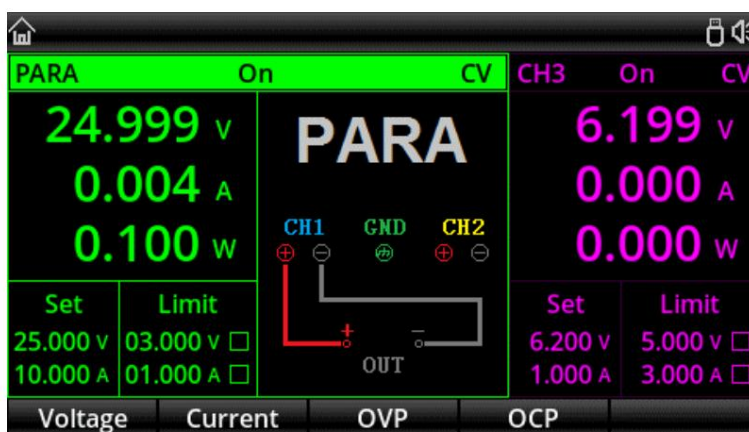 PARA On CV CH3 On CV
24.999 V
0.004 A
0.100 W
PARA
CH1 GND CH2
+ −
OUT
6.199 V
0.000 A
0.000 W
Set Limit
25.000 V 03.000 V
10.000 A 01.000 A
Set Limit
6.200 V 5.000 V
1.000 A 3.000 A
Voltage Current OVP OCP